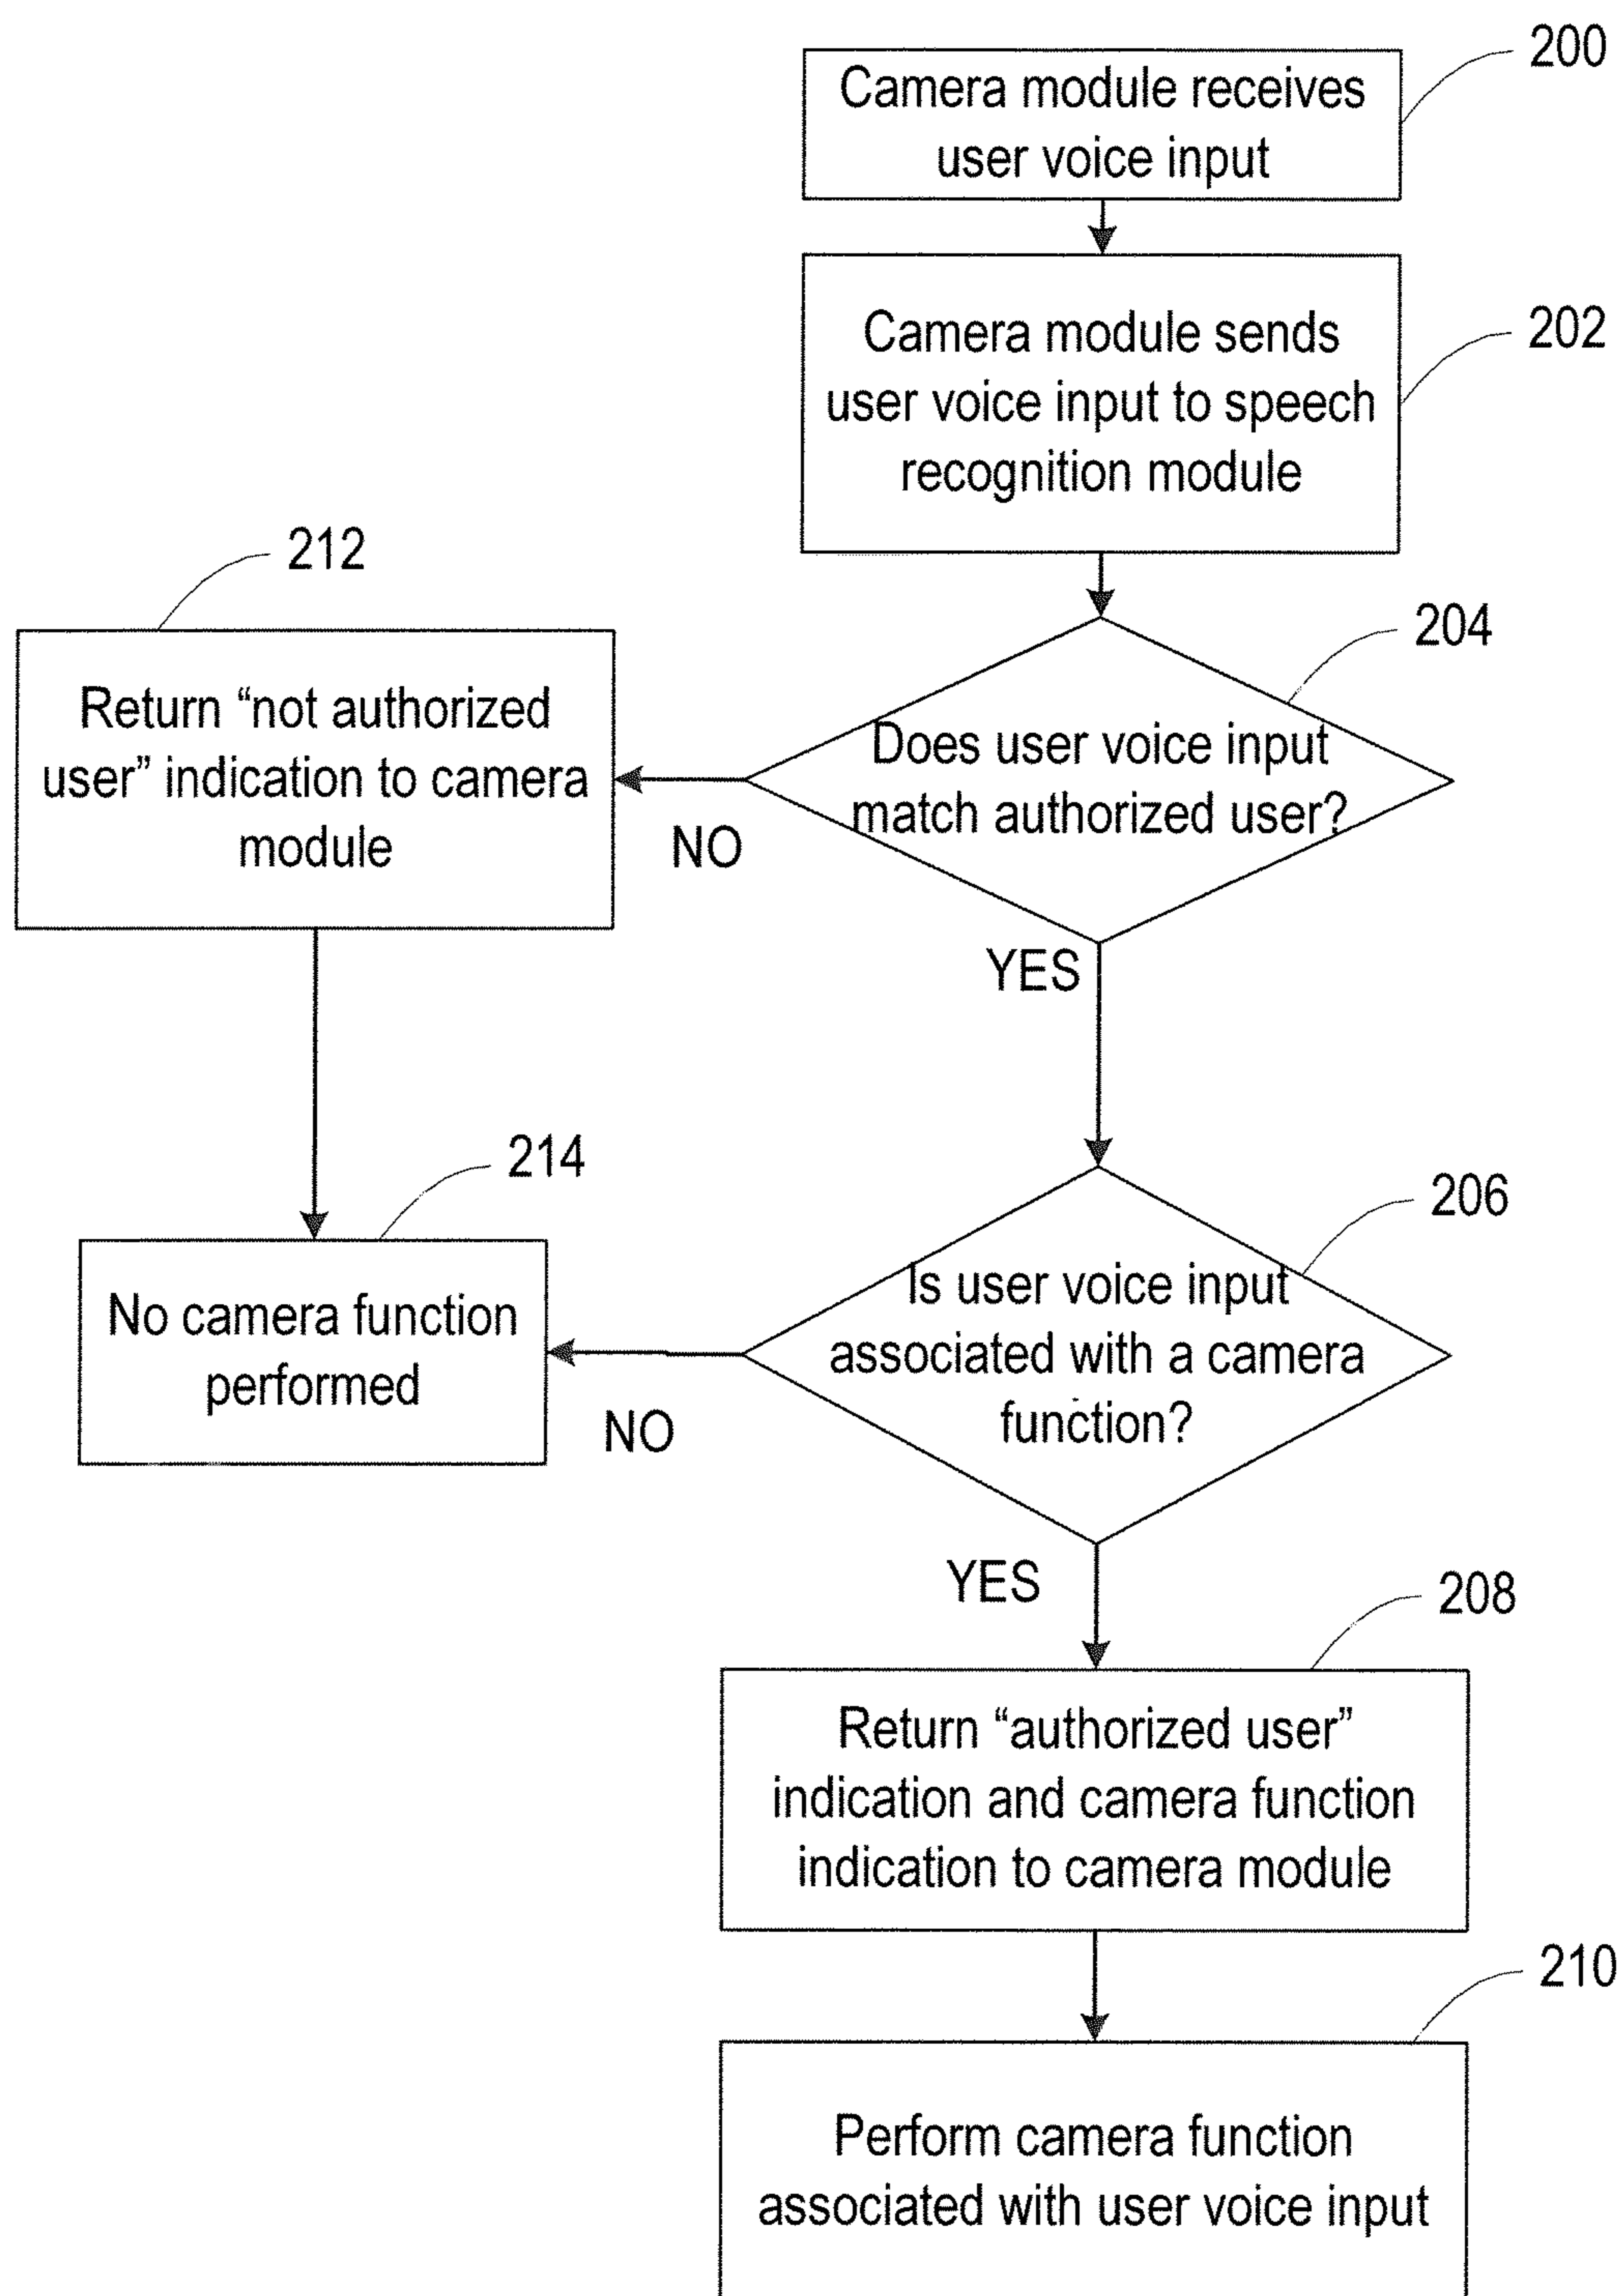 200
Camera module receives
user voice input
202
Camera module sends
user voice input to speech
recognition module
204
Does user voice input
match authorized user?
NO
YES
212
Return “not authorized
user” indication to camera
module
206
Is user voice input
associated with a camera
function?
NO
YES
214
No camera function
performed
208
Return “authorized user”
indication and camera function
indication to camera module
210
Perform camera function
associated with user voice input